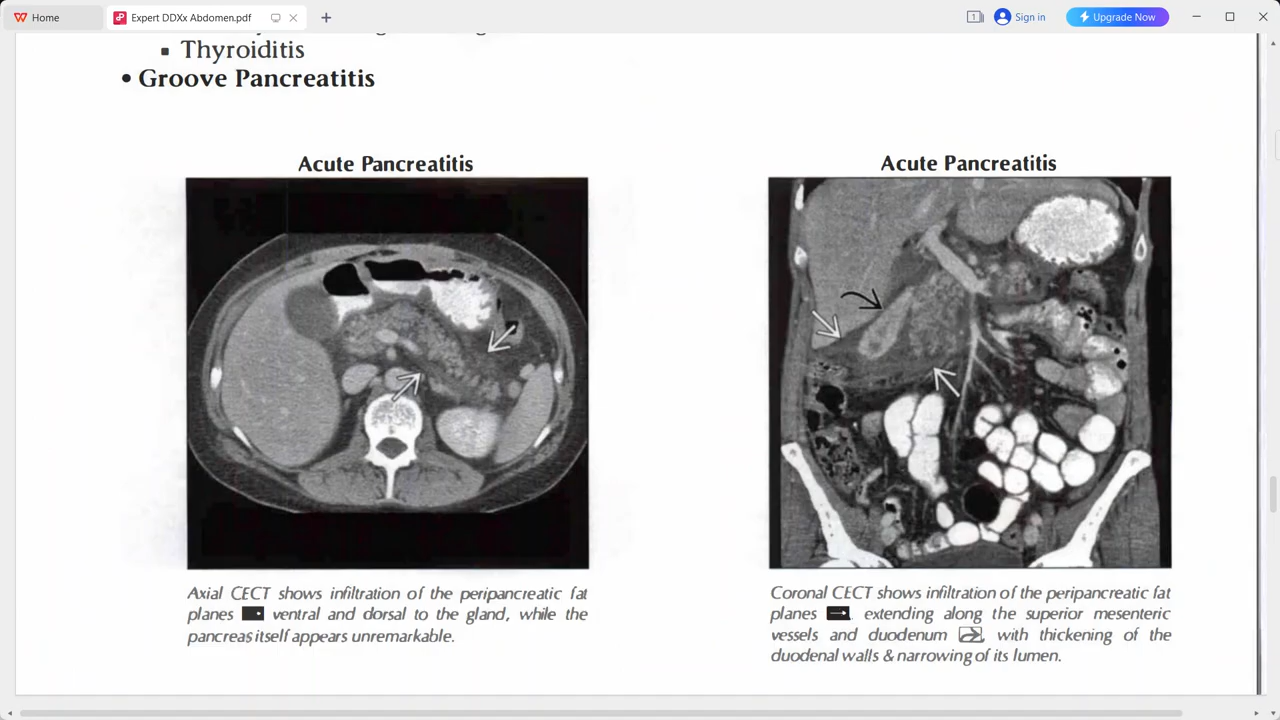 Home
Expert DDXx Abdomen.pdf
1
Sign in
Upgrade Now
Thyroiditis
Groove Pancreatitis
Acute Pancreatitis
Axial CECT shows infiltration of the peripancreatic fat
planes ventral and dorsal to the gland, while the
pancreas itself appears unremarkable.
Acute Pancreatitis
Coronal CECT shows infiltration of the peripancreatic fat
planes extending along the superior mesenteric
vessels and duodenum with thickening of the
duodenal walls & narrowing of its lumen.